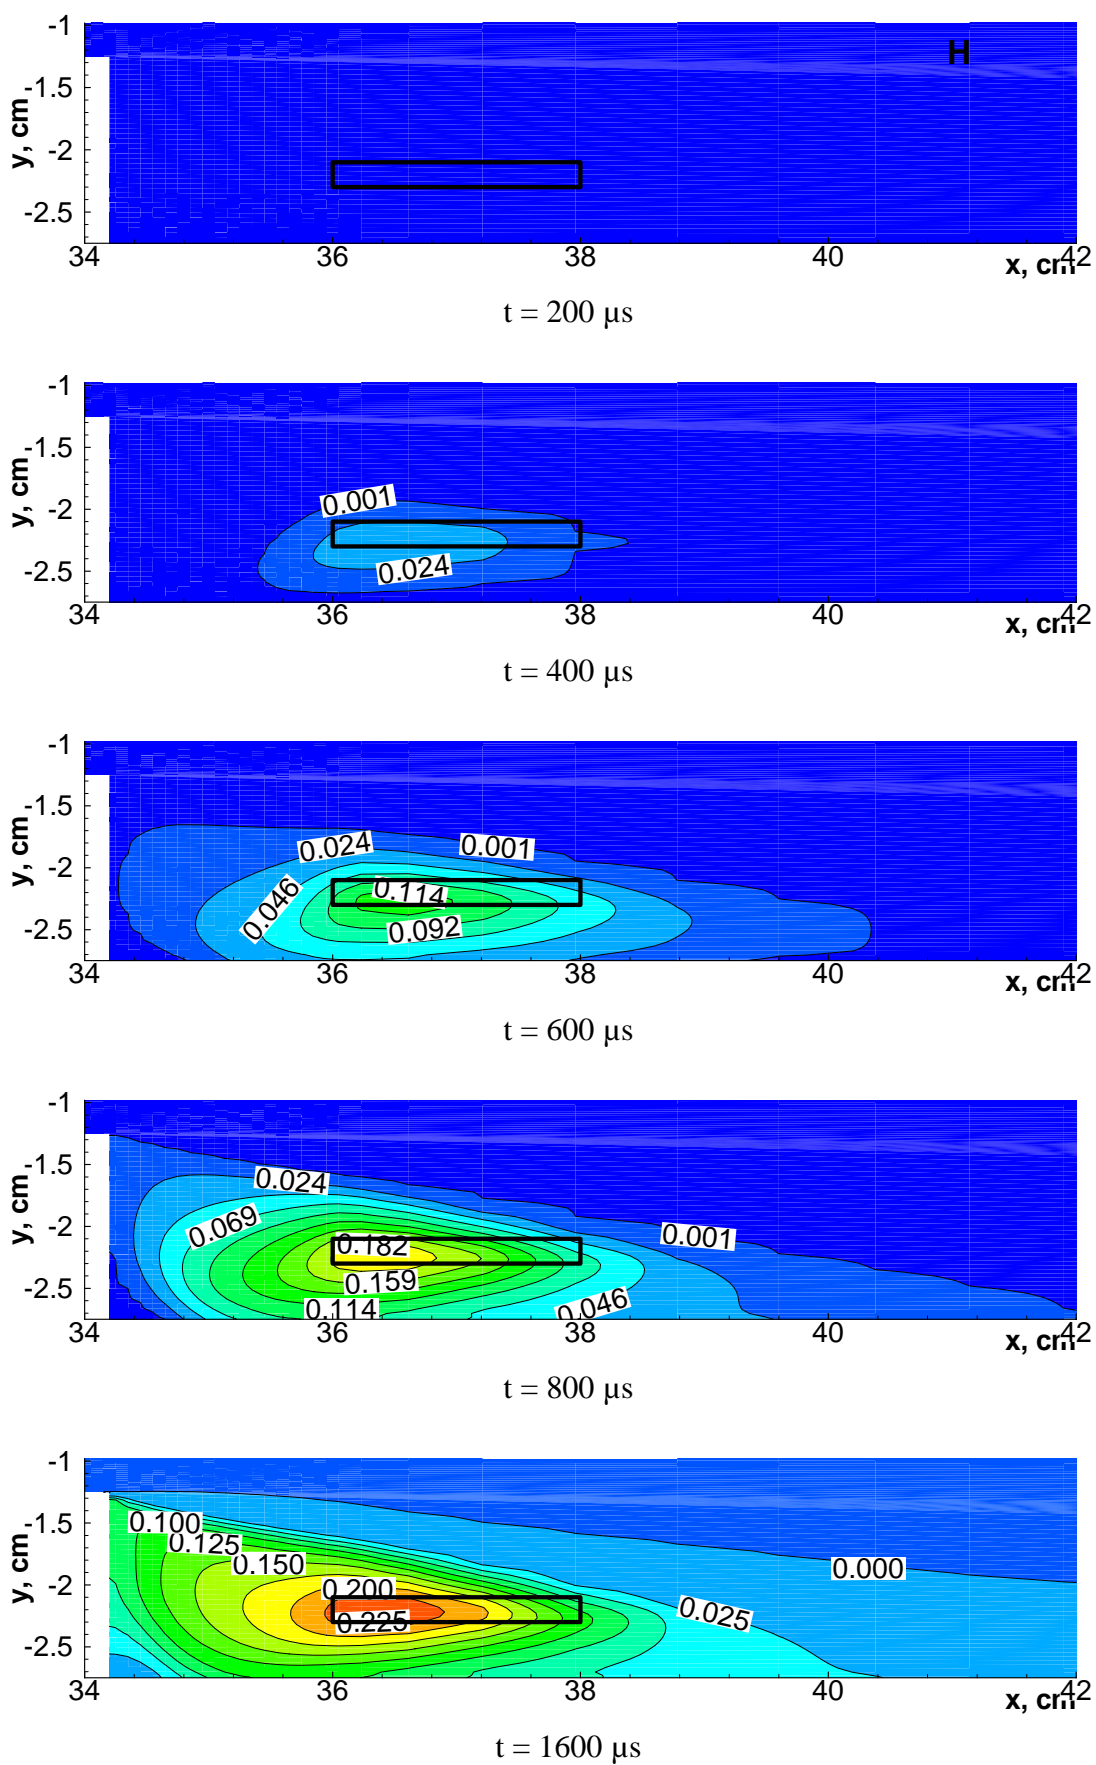 -1
H
-1.5
y, cm
-2
-2.5
34 36 38 40 42
x, cm
t = 200 µs
-1
-1.5
y, cm
0.001
-2
0.024
-2.5
34 36 38 40 42
x, cm
t = 400 µs
-1
-1.5
y, cm
0.024 0.001
-2
0.114
0.046
0.092
-2.5
34 36 38 40 42
x, cm
t = 600 µs
-1
-1.5
y, cm
0.024
0.069
-2
0.001
0.182
0.159
-2.5
0.114 0.046
34 36 38 40 42
x, cm
t = 800 µs
-1
0.100
-1.5
y, cm
0.125
0.150 0.000
-2
0.200
0.225 0.025
-2.5
34 36 38 40 42
x, cm
t = 1600 µs